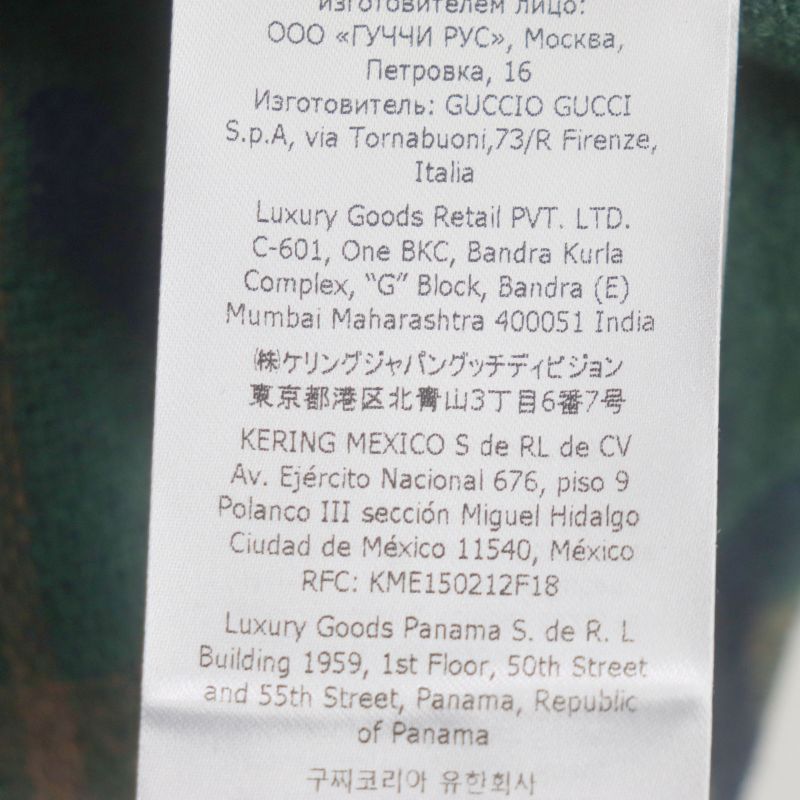 изготовителем лицо:
ООО «ГУЧЧИ РУС», Москва,
Петровка, 16
Изготовитель: GUCCIO GUCCI
S.p.A, via Tornabuoni,73/R Firenze,
Italia
Luxury Goods Retail PVT. LTD.
C-601, One BKC, Bandra Kurla
Complex, “G” Block, Bandra (E)
Mumbai Maharashtra 400051 India
㈱ケリングジャパングッチディビジョン
東京都港区北青山3丁目6番7号
KERING MEXICO S de RL de CV
Av. Ejército Nacional 676, piso 9
Polanco III sección Miguel Hidalgo
Ciudad de México 11540, México
RFC: KME150212F18
Luxury Goods Panama S. de R. L
Building 1959, 1st Floor, 50th Street
and 55th Street, Panama, Republic
of Panama
구찌코리아 유한회사